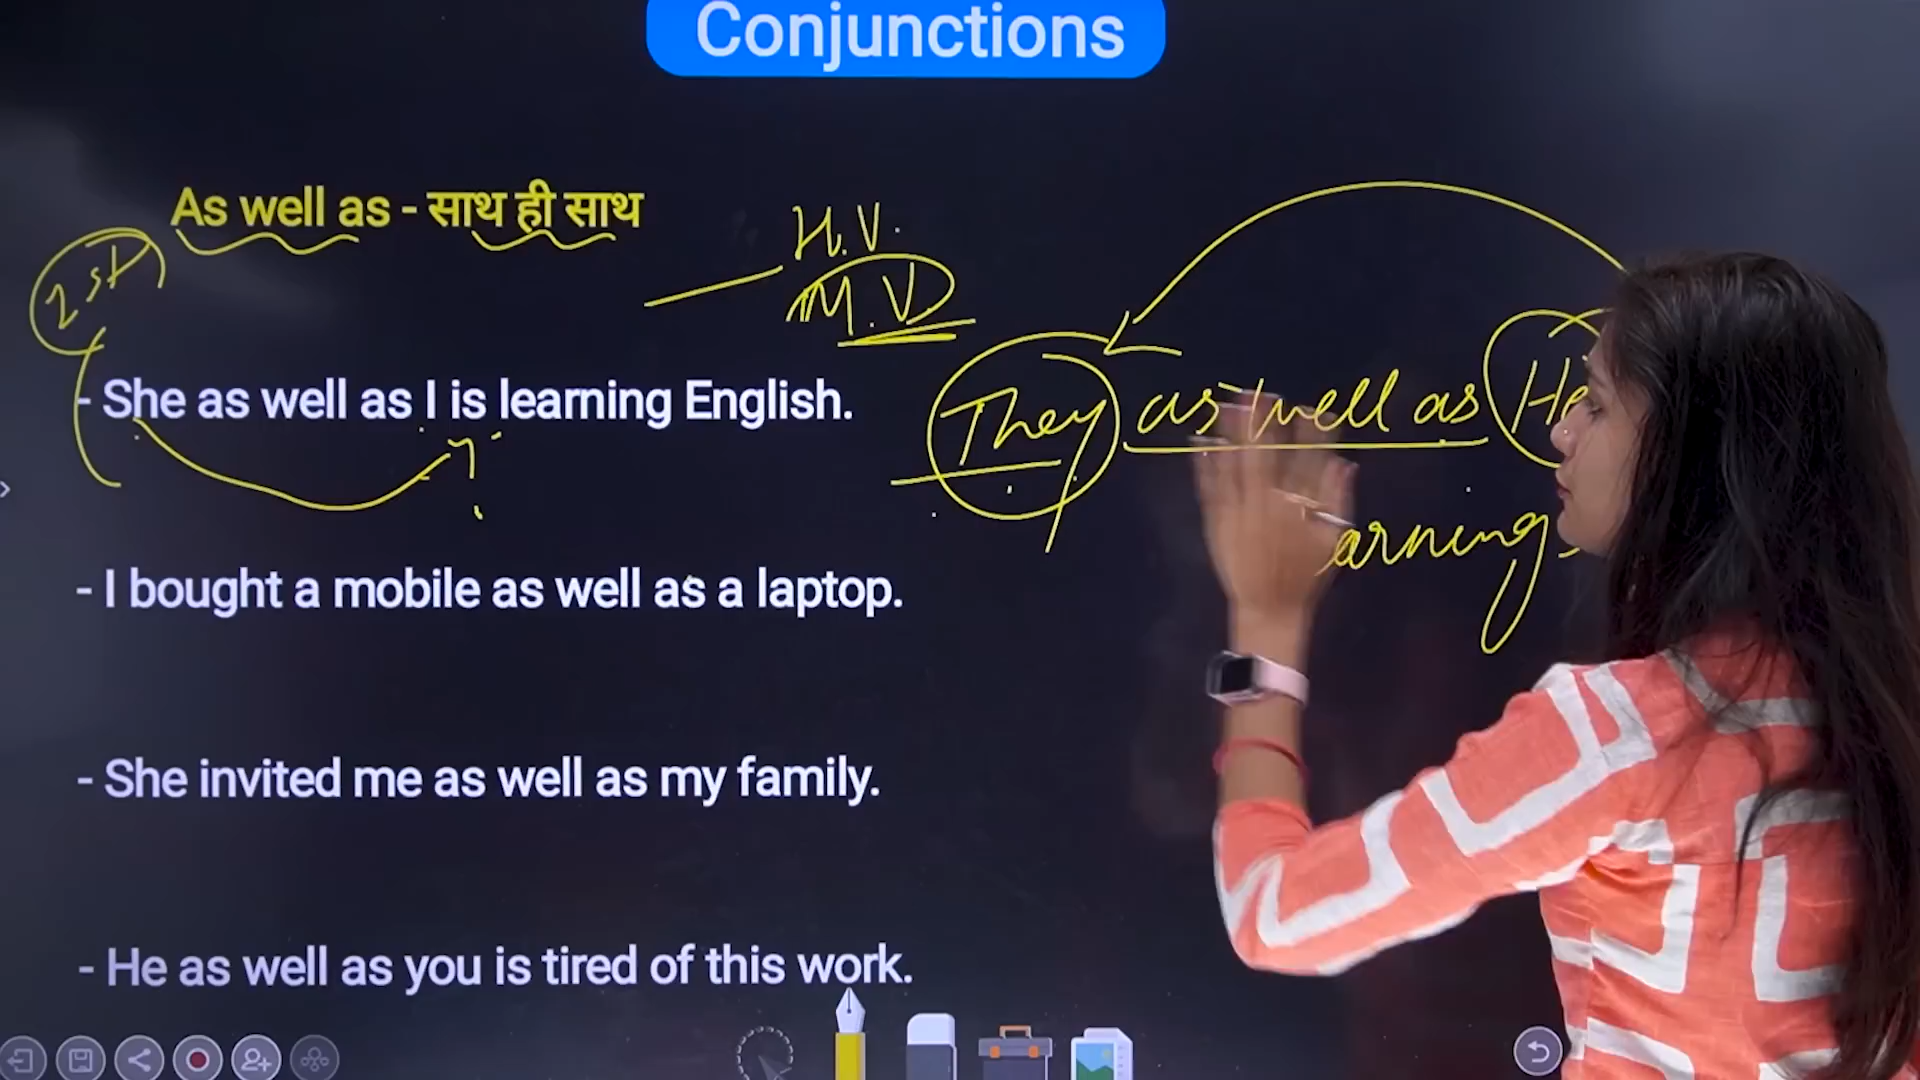 Conjunctions
As well as - साथ ही साथ
H.V.
M.V
1st
- She as well as I is learning English.
They as well as He
earning
- I bought a mobile as well as a laptop.
- She invited me as well as my family.
- He as well as you is tired of this work.